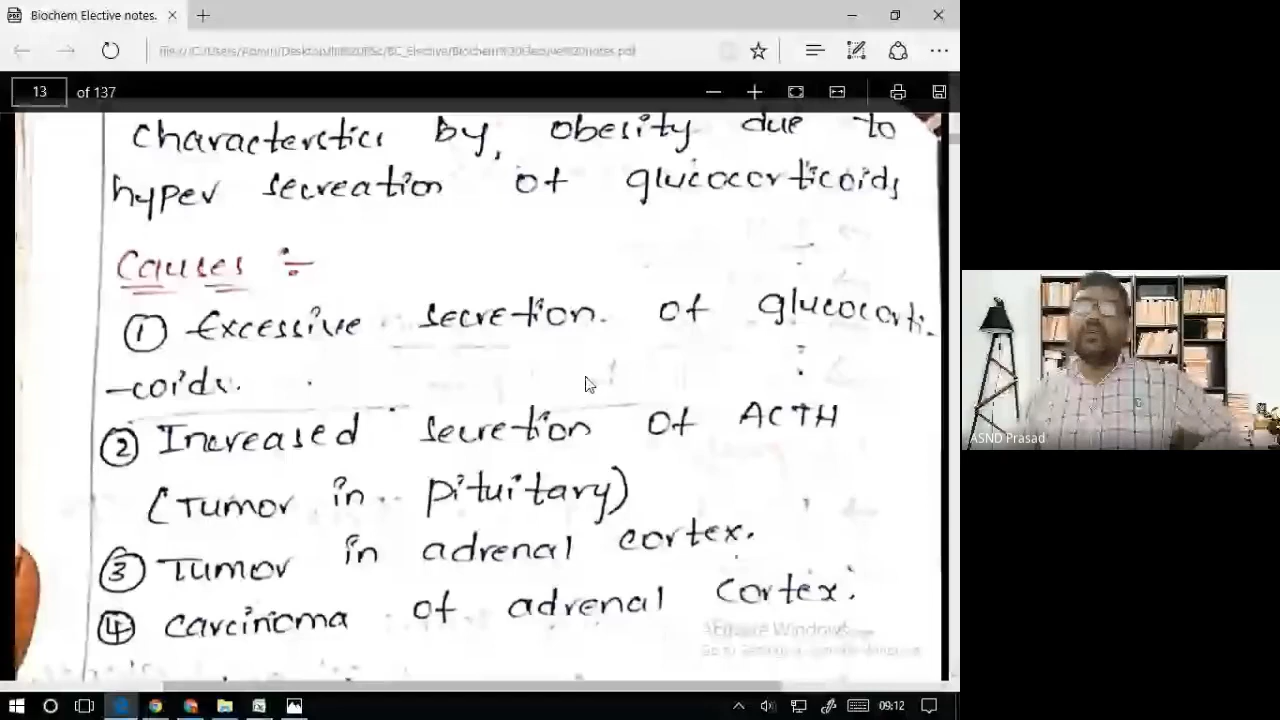 Biochem Elective notes.
13 of 137
characterstics by, obesity due to
hyper secreation of glucocorticoids
Causes :-
① Excessive secretion. of glucocorti-
-coids.
② Increased secretion of ACTH
(Tumor in pituitary)
③ Tumor in adrenal cortex.
④ carcinoma of adrenal cortex.
Activate Windows
ASND Prasad
09:12